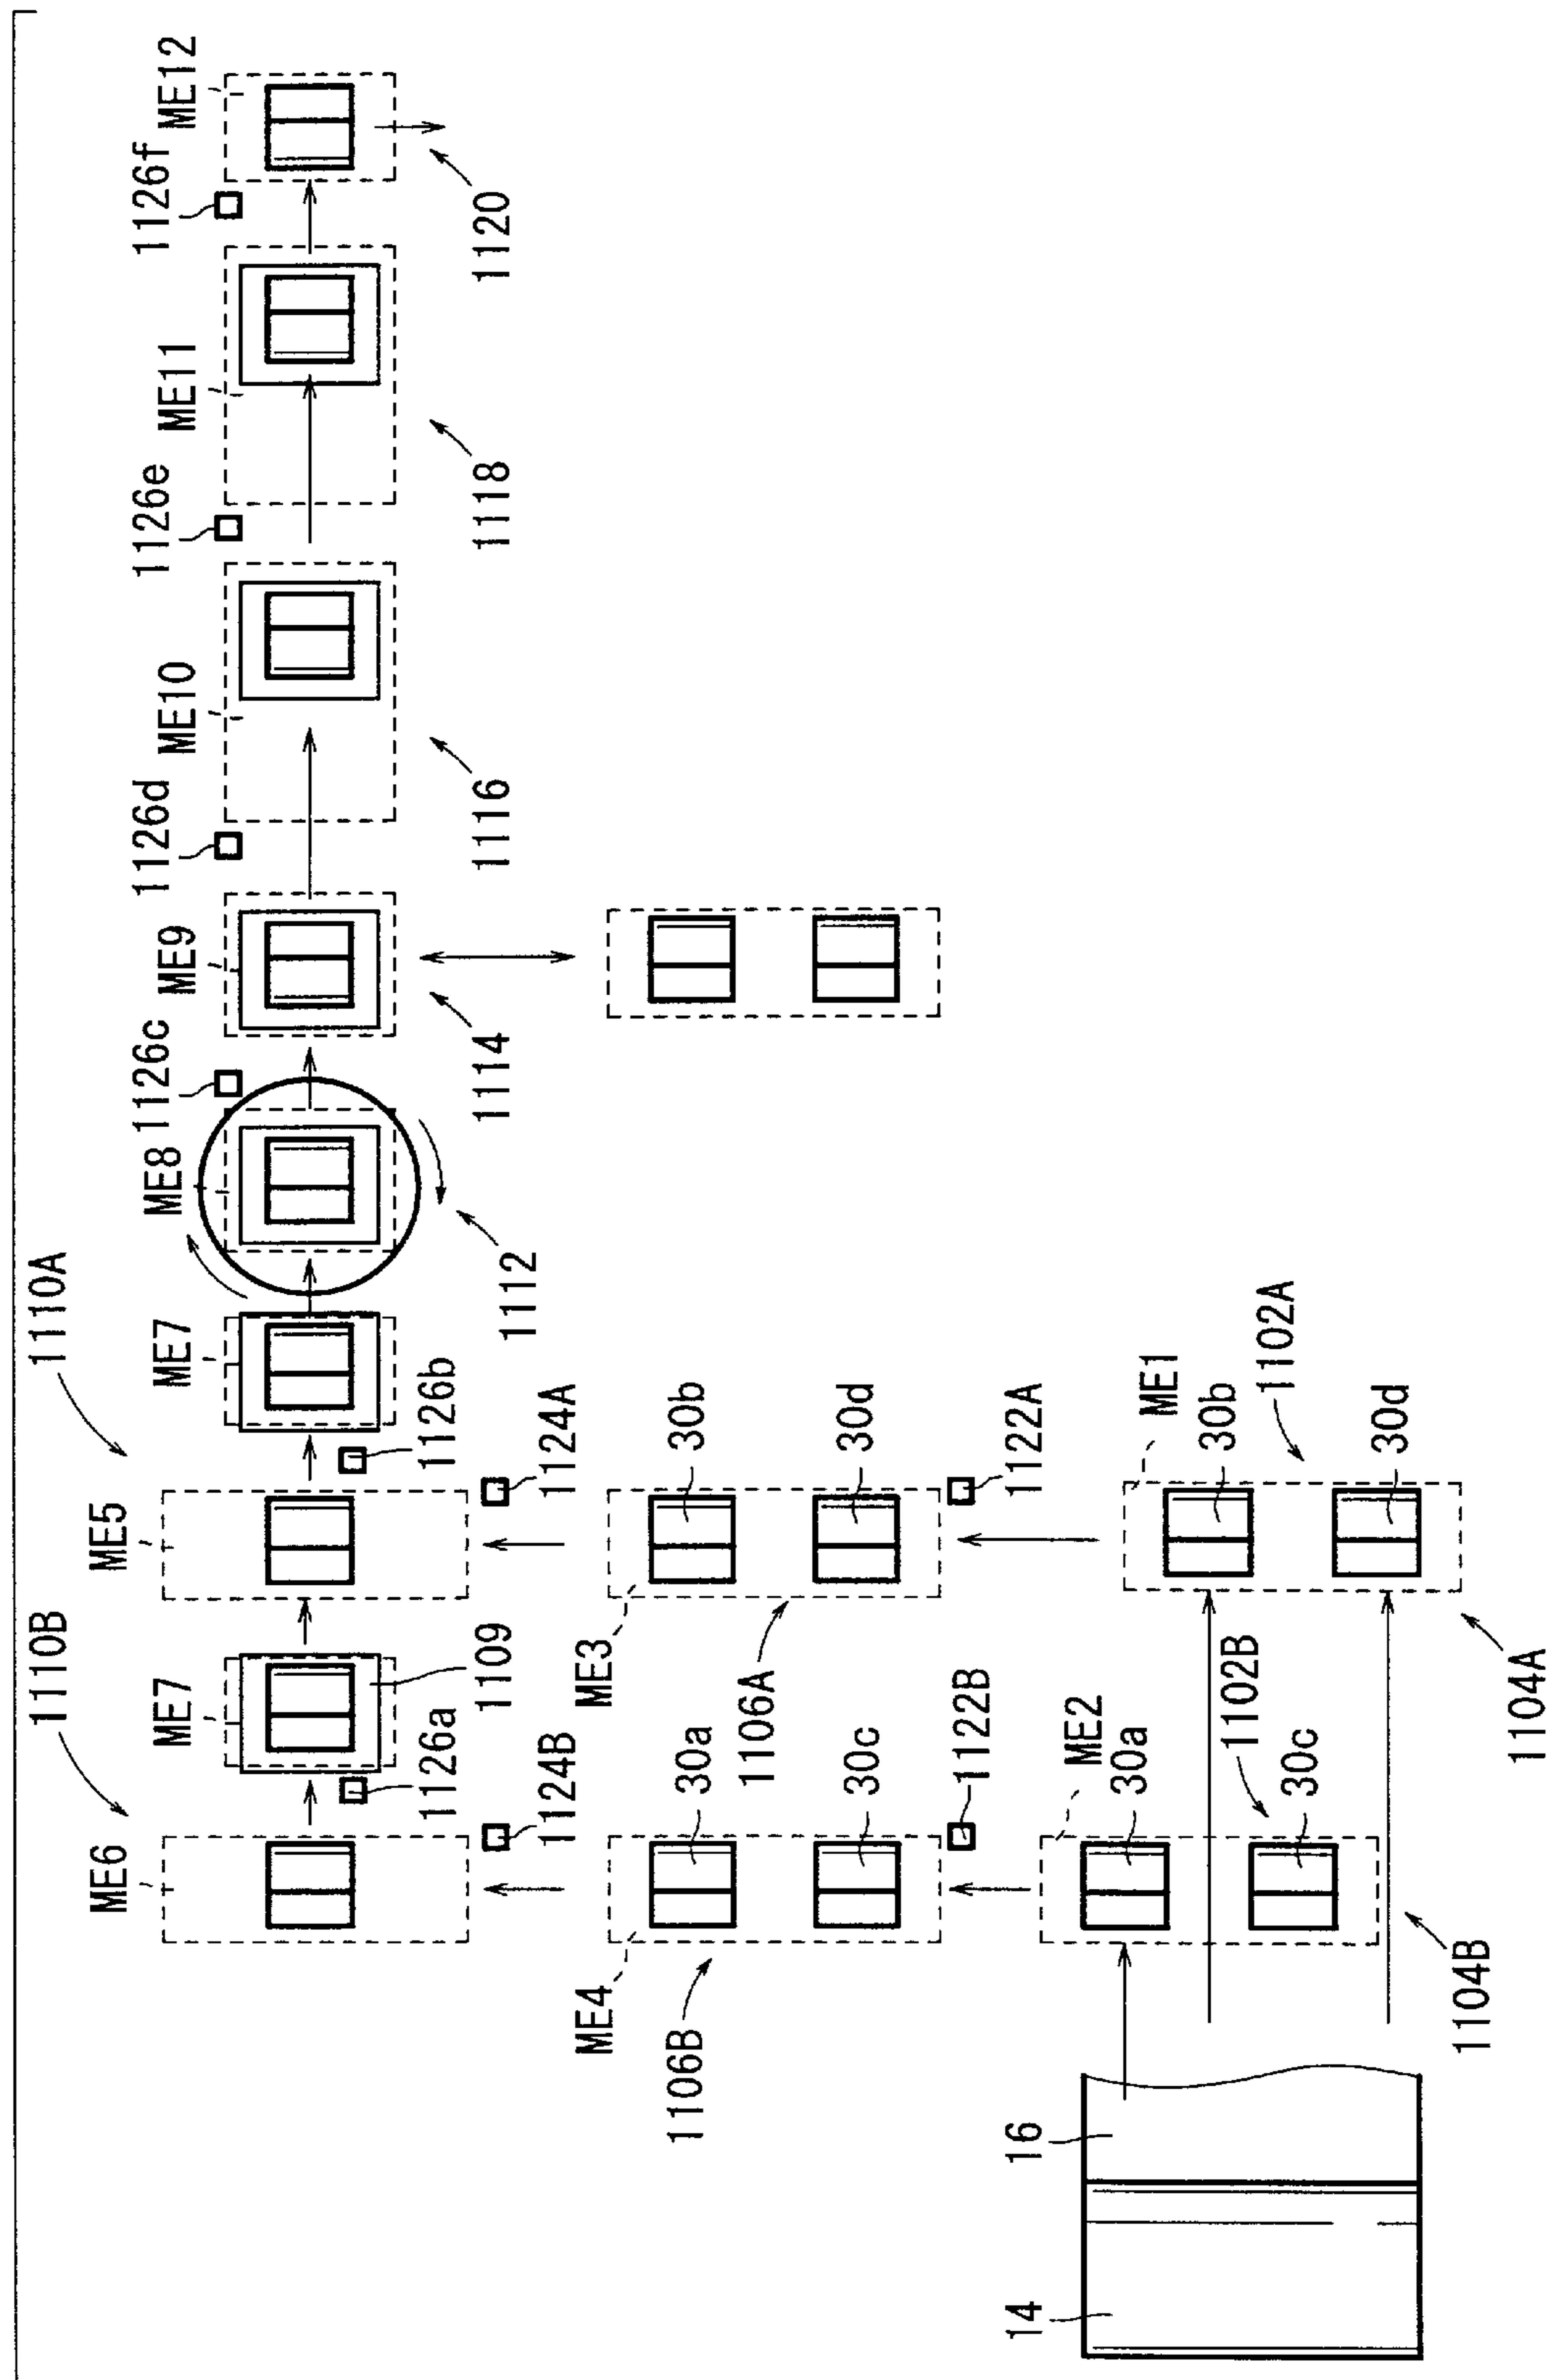 1126f
ME12
1120
ME11
1126e
1118
ME10
1126d
1116
ME9
1126c
1114
ME8
1112
1110A
ME7
1126b
ME5
1124A
30b
30d
1122A
ME1
30b
1102A
30d
1104A
1110B
ME7
1109
1126a
ME3
1106A
ME6
1124B
30a
30c
1122B
ME2
30a
1102B
30c
1104B
ME4
1106B
16
14